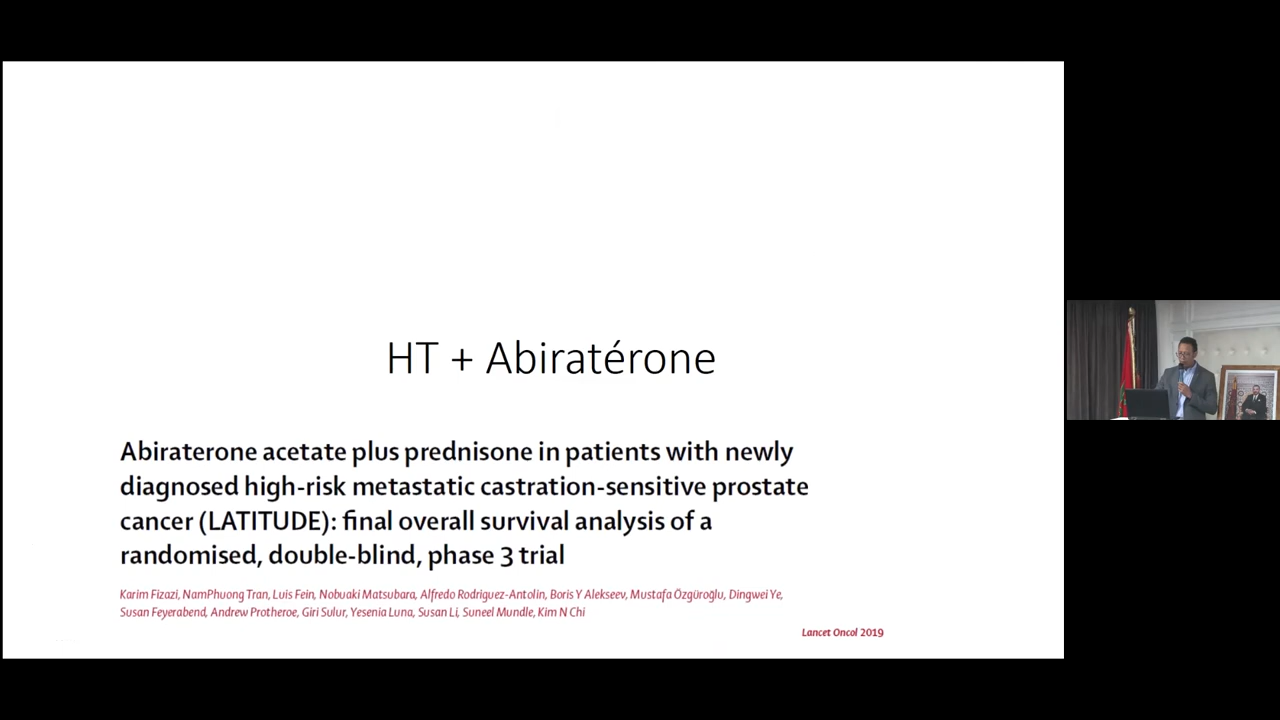 HT + Abiratérone
Abiraterone acetate plus prednisone in patients with newly
diagnosed high-risk metastatic castration-sensitive prostate
cancer (LATITUDE): final overall survival analysis of a
randomised, double-blind, phase 3 trial
Karim Fizazi, NamPhuong Tran, Luis Fein, Nobuaki Matsubara, Alfredo Rodriguez-Antolin, Boris Y Alekseev, Mustafa Özgüroğlu, Dingwei Ye,
Susan Feyerabend, Andrew Protheroe, Giri Sulur, Yesenia Luna, Susan Li, Suneel Mundle, Kim N Chi
Lancet Oncol 2019